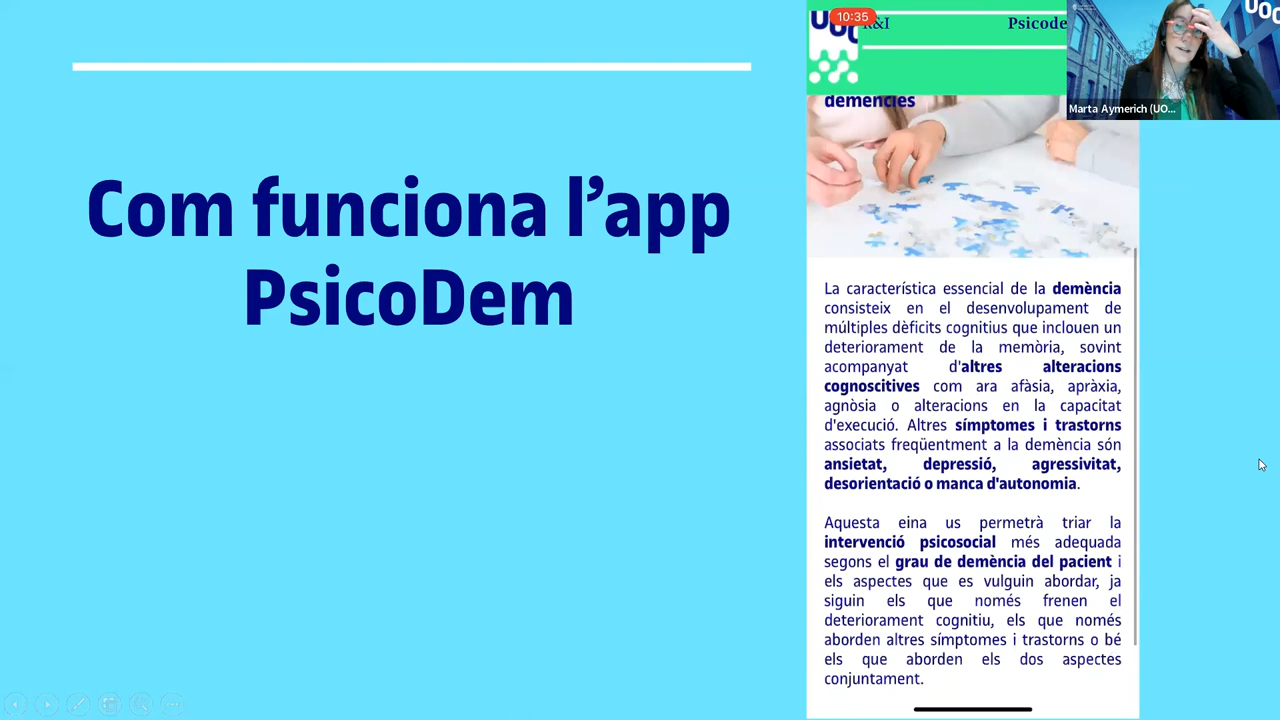 Com funciona l’app
PsicoDem
10:35
UOC
R&I
Psicode
demències
UOC
Marta Aymerich (UO...
La característica essencial de la demència
consisteix en el desenvolupament de
múltiples dèficits cognitius que inclouen un
deteriorament de la memòria, sovint
acompanyat d'altres alteracions
cognoscitives com ara afàsia, apràxia,
agnòsia o alteracions en la capacitat
d'execució. Altres símptomes i trastorns
associats freqüentment a la demència són
ansietat, depressió, agressivitat,
desorientació o manca d'autonomia.
Aquesta eina us permetrà triar la
intervenció psicosocial més adequada
segons el grau de demència del pacient i
els aspectes que es vulguin abordar, ja
siguin els que només frenen el
deteriorament cognitiu, els que només
aborden altres símptomes i trastorns o bé
els que aborden els dos aspectes
conjuntament.